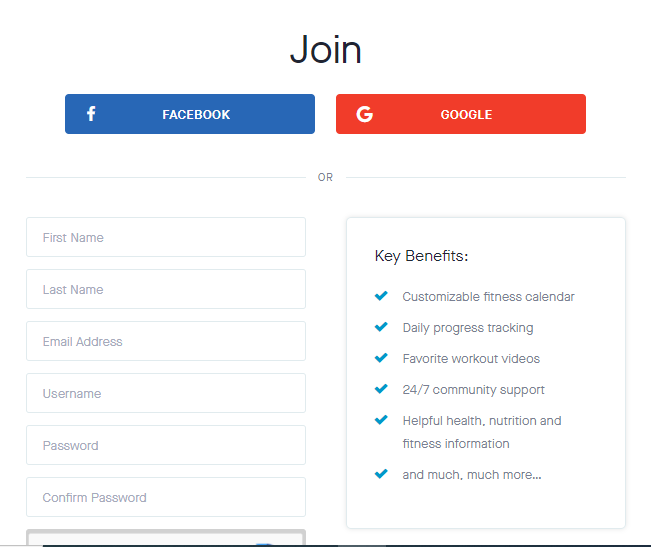 Join
FACEBOOK
GOOGLE
OR
First Name
Last Name
Email Address
Username
Password
Confirm Password
Key Benefits:
Customizable fitness calendar
Daily progress tracking
Favorite workout videos
24/7 community support
Helpful health, nutrition and
fitness information
and much, much more...